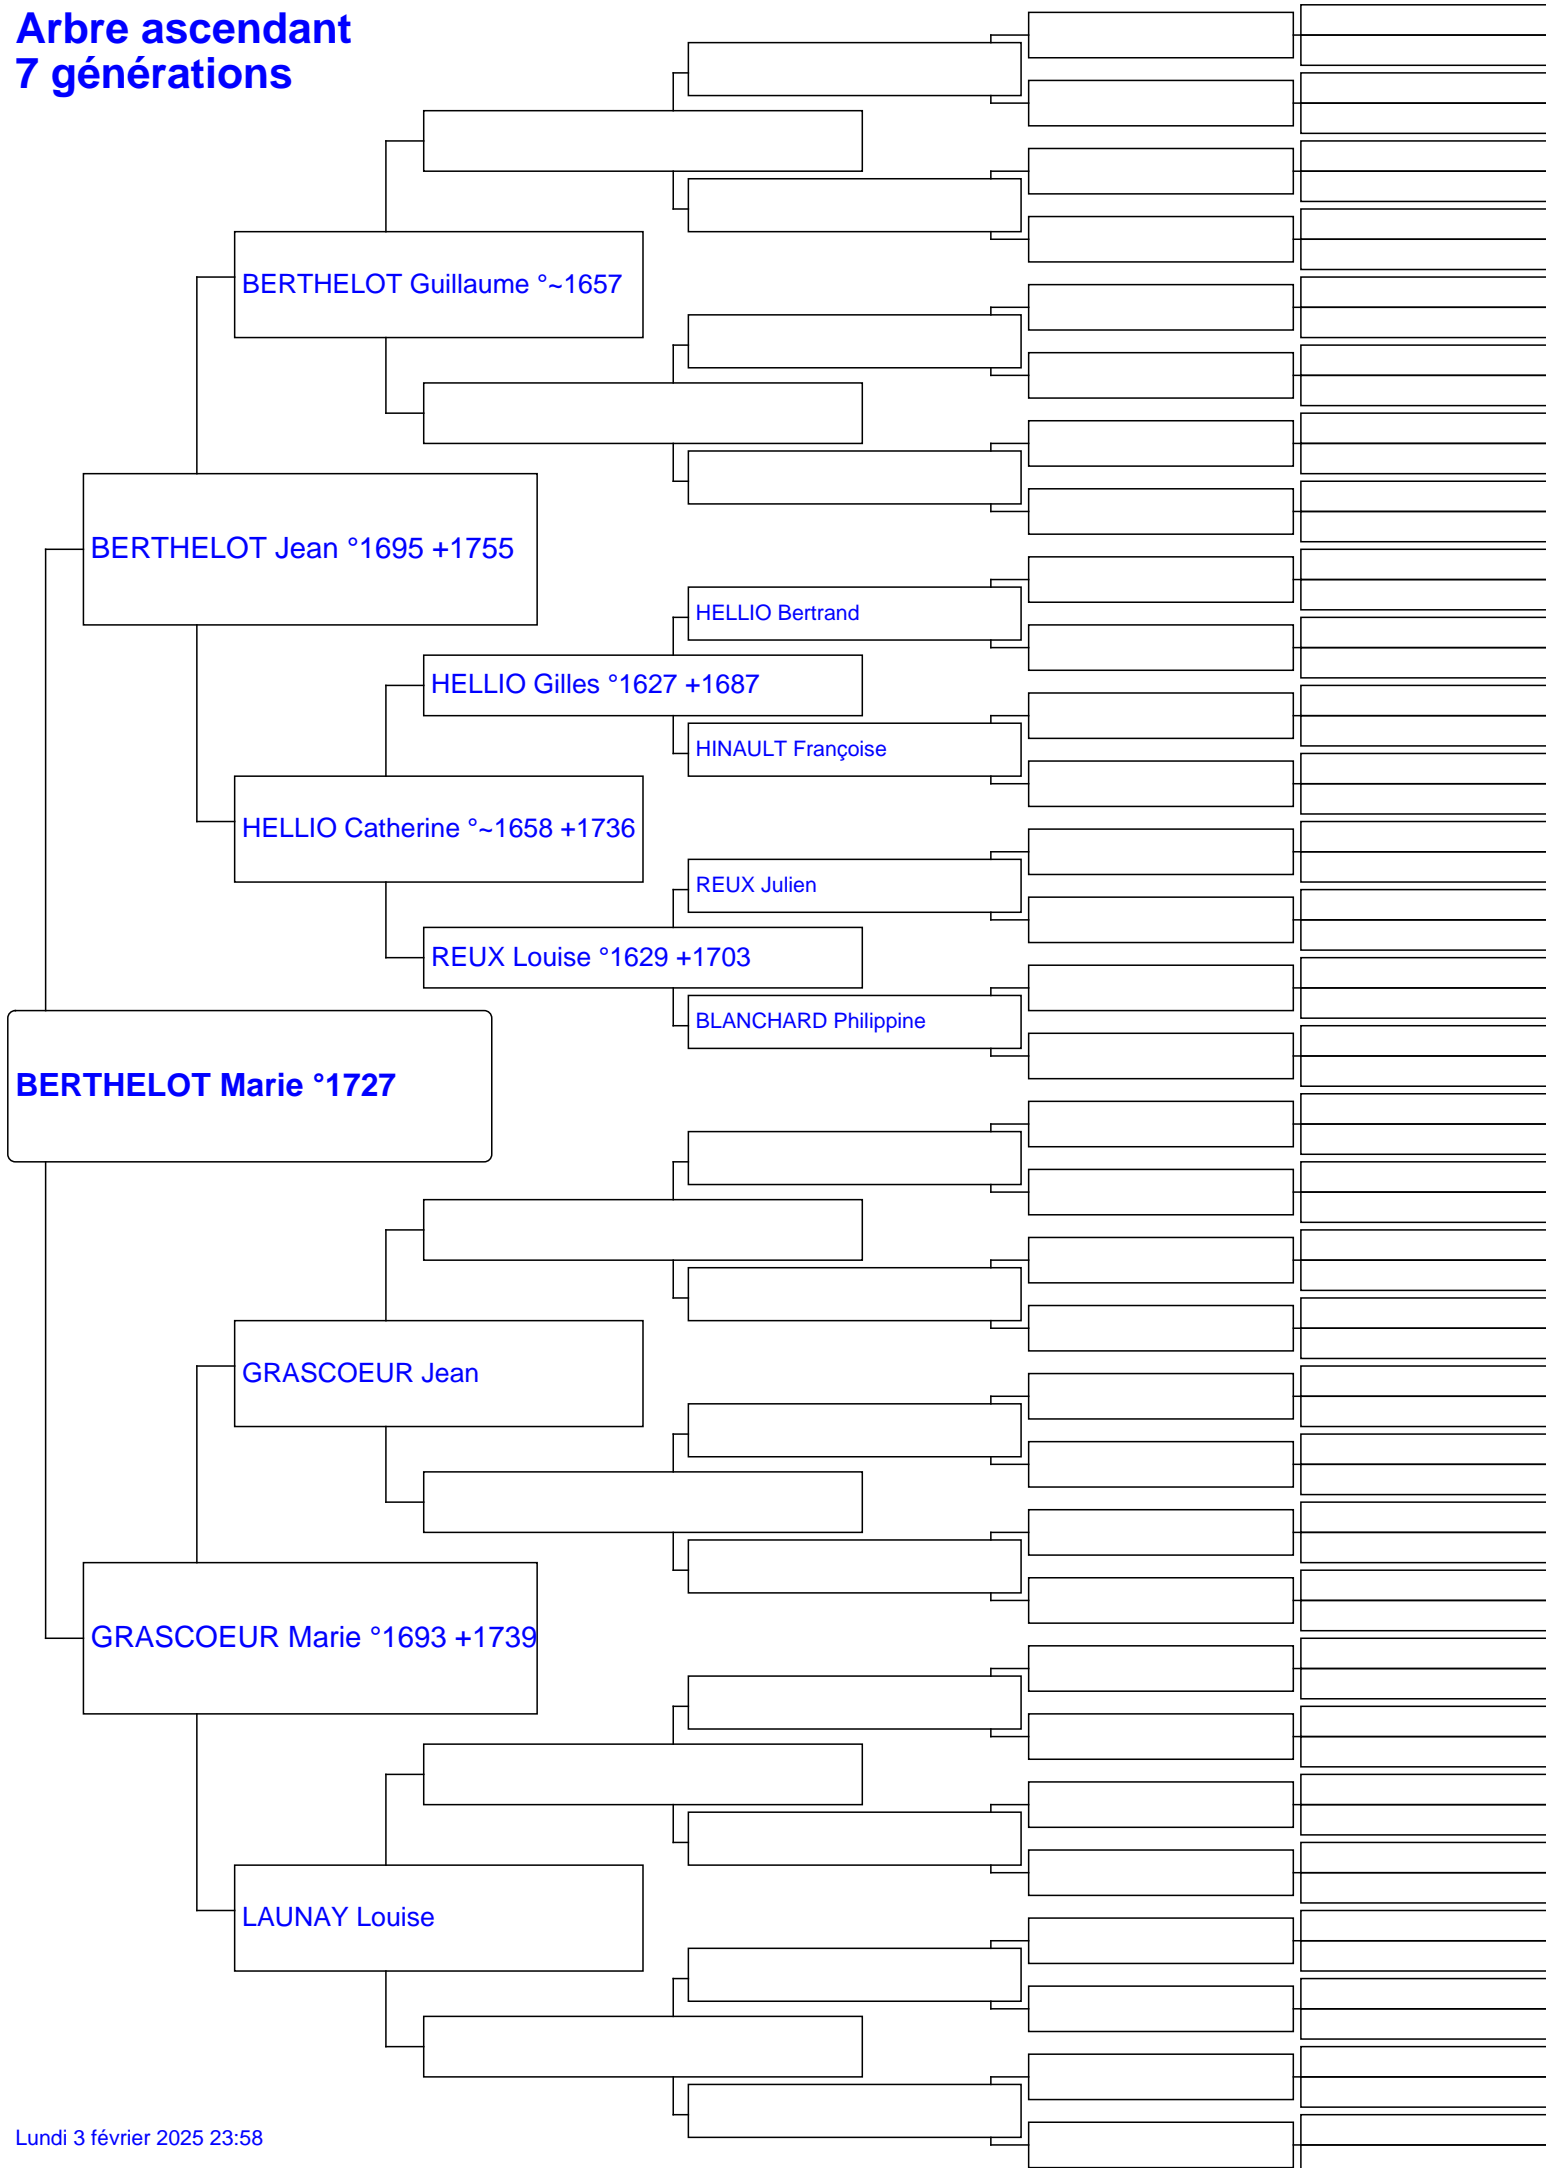 Arbre ascendant
7 générations
BERTHELOT Guillaume °~1657
BERTHELOT Jean °1695 +1755
HELLIO Bertrand
HELLIO Gilles °1627 +1687
HINAULT Françoise
HELLIO Catherine °~1658 +1736
REUX Julien
REUX Louise °1629 +1703
BLANCHARD Philippine
BERTHELOT Marie °1727
GRASCOEUR Jean
GRASCOEUR Marie °1693 +1739
LAUNAY Louise
Lundi 3 février 2025 23:58